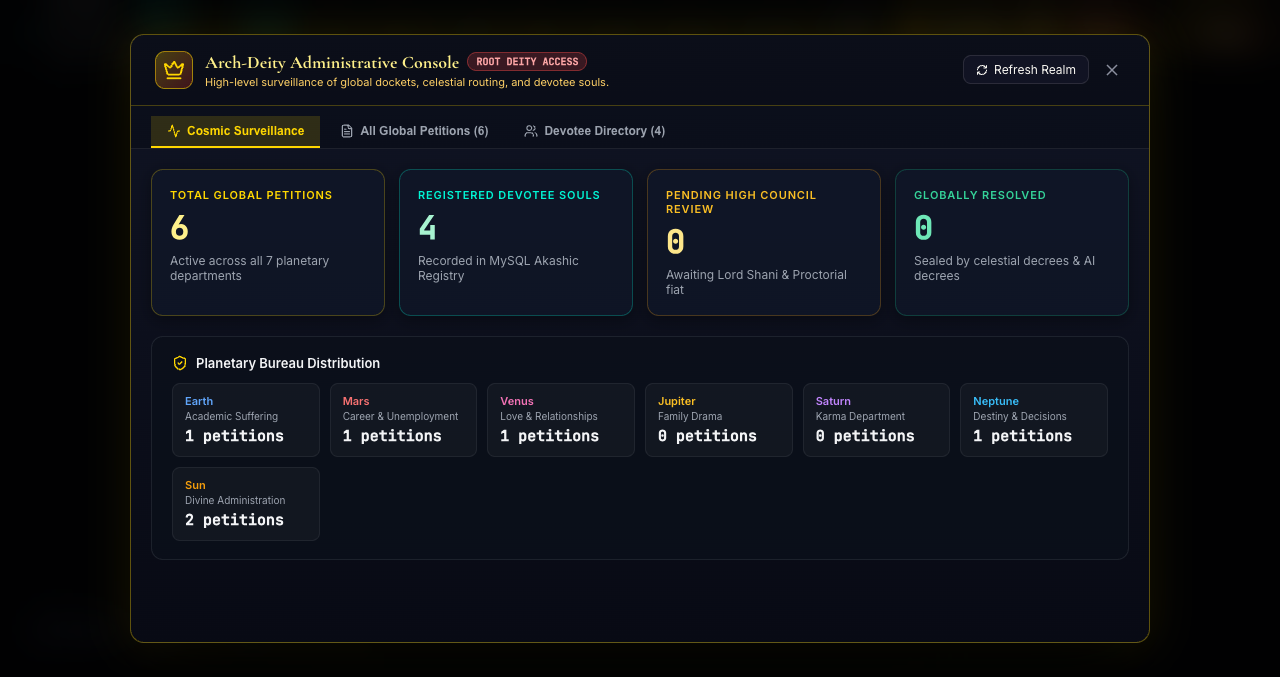 Arch-Deity Administrative Console
ROOT DEITY ACCESS
High-level surveillance of global dockets, celestial routing, and devotee souls.
Refresh Realm
Cosmic Surveillance
All Global Petitions (6)
Devotee Directory (4)
TOTAL GLOBAL PETITIONS
6
Active across all 7 planetary
departments
REGISTERED DEVOTEE SOULS
4
Recorded in MySQL Akashic
Registry
PENDING HIGH COUNCIL
REVIEW
0
Awaiting Lord Shani & Proctorial
fiat
GLOBALLY RESOLVED
0
Sealed by celestial decrees & AI
decrees
Planetary Bureau Distribution
Earth
Academic Suffering
1 petitions
Mars
Career & Unemployment
1 petitions
Venus
Love & Relationships
1 petitions
Jupiter
Family Drama
0 petitions
Saturn
Karma Department
0 petitions
Neptune
Destiny & Decisions
1 petitions
Sun
Divine Administration
2 petitions